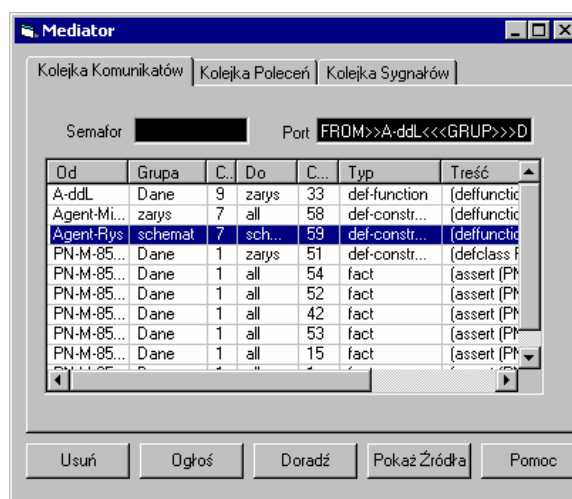 Mediator
Kolejka Komunikatów Kolejka Poleceń Kolejka Sygnałów
Semafor Port FROM>>A-ddL<<<GRUP>>>D
Od Grupa C.. Do C... Typ Treść
A-ddL Dane 9 zarys 33 def-function (deffunctio
Agent-Mi... zarys 7 all 58 def-constr... (deffunctio
Agent-Rys schemat 7 sch... 59 def-constr... (deffunctio
PN-M-85... Dane 1 zarys 51 def-constr... (defclass F
PN-M-85... Dane 1 all 54 fact (assert (PN
PN-M-85... Dane 1 all 52 fact (assert (PN
PN-M-85... Dane 1 all 42 fact (assert (PN
PN-M-85... Dane 1 all 53 fact (assert (PN
PN-M-85... Dane 1 all 15 fact (assert (PN
Usuń Ogłoś Doradź Pokaż Źródła Pomoc